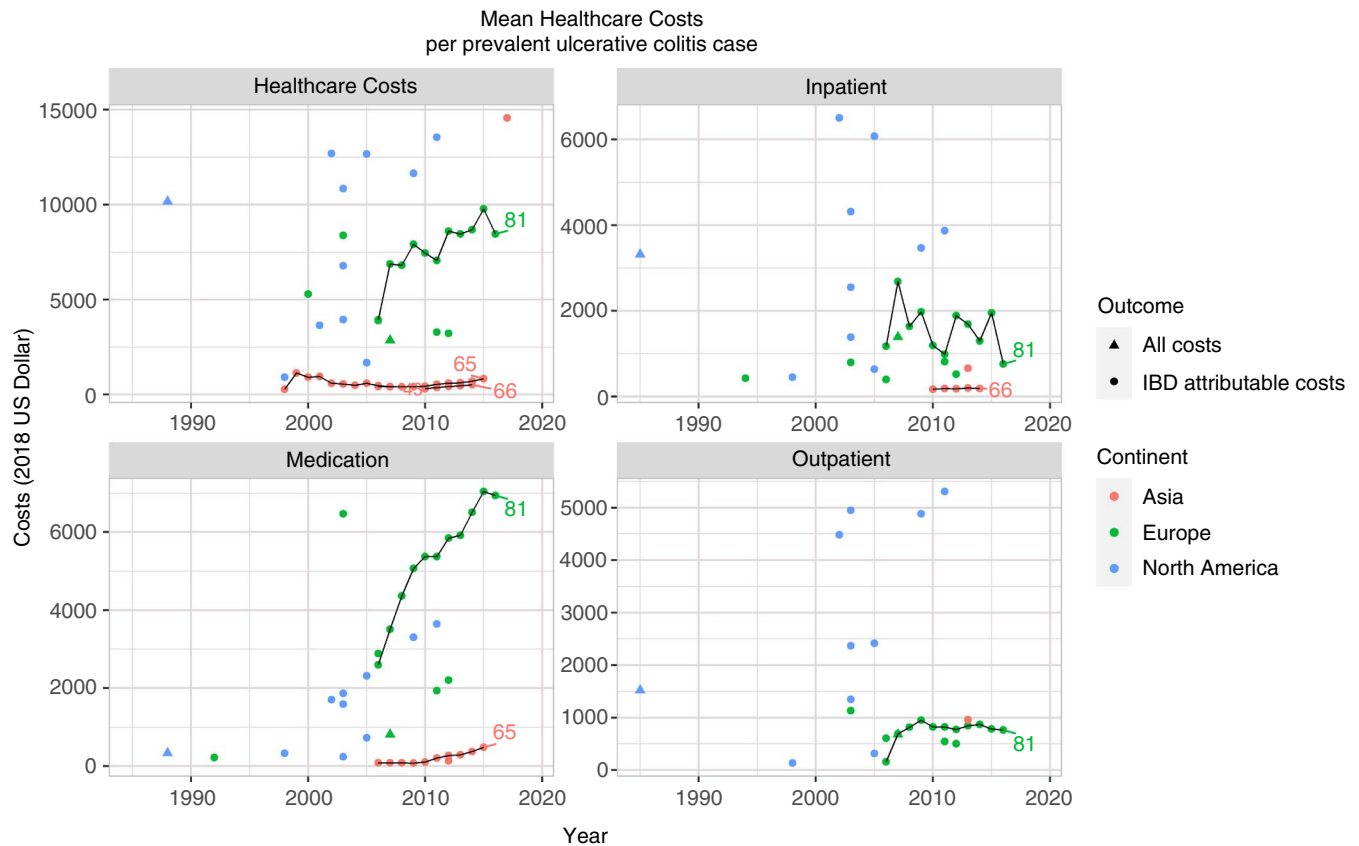 Mean Healthcare Costs
per prevalent ulcerative colitis case
Healthcare Costs
15000
10000
5000
0
81
65
66
1990
2000
2010
2020
Inpatient
6000
4000
2000
0
81
66
1990
2000
2010
2020
Medication
6000
4000
2000
0
81
65
1990
2000
2010
2020
Outpatient
5000
4000
3000
2000
1000
0
81
1990
2000
2010
2020
Costs (2018 US Dollar)
Year
Outcome
All costs
IBD attributable costs
Continent
Asia
Europe
North America